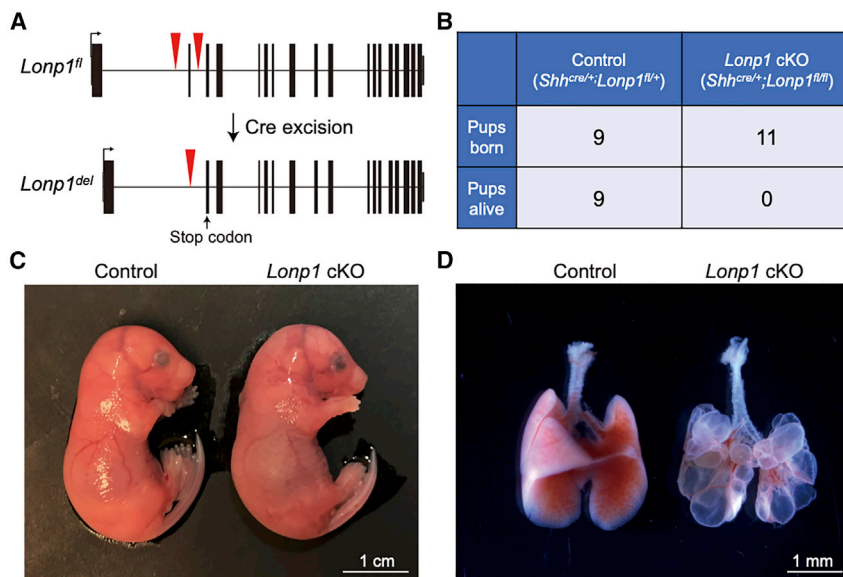 A
Lonp1fl
Cre excision
Lonp1del
Stop codon
B
Control
(Shhcre/+;Lonp1fl/+)
Lonp1 cKO
(Shhcre/+;Lonp1fl/fl)
Pups
born
9
11
Pups
alive
9
0
C
Control
Lonp1 cKO
1 cm
D
Control
Lonp1 cKO
1 mm